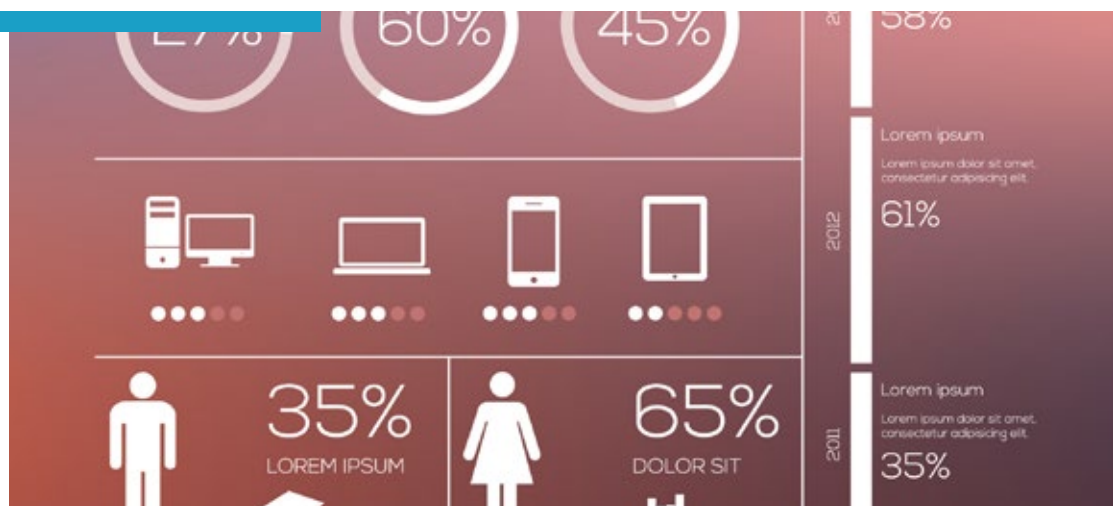 27%
60%
45%
58%
2012
Lorem ipsum
Lorem ipsum dolor sit amet,
consectetur adipisicing elit.
61%
35%
LOREM IPSUM
65%
DOLOR SIT
2011
Lorem ipsum
Lorem ipsum dolor sit amet,
consectetur adipisicing elit.
35%